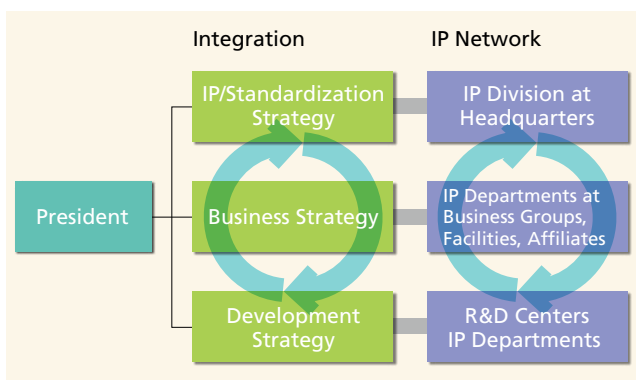 Integration
IP Network
IP/Standardization
Strategy
IP Division at
Headquarters
President
Business Strategy
IP Departments at
Business Groups,
Facilities, Affiliates
Development
Strategy
R&D Centers
IP Departments